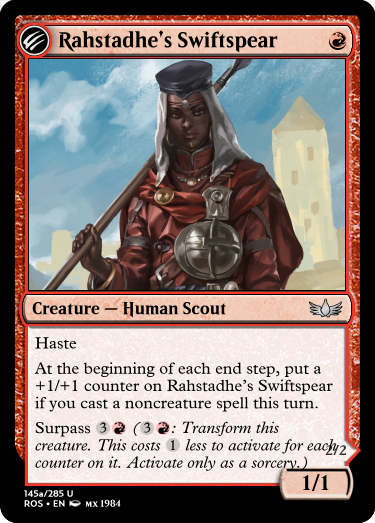 Rahstadhe's Swiftspear
Creature — Human Scout
Haste
At the beginning of each end step, put a
+1/+1 counter on Rahstadhe's Swiftspear
if you cast a noncreature spell this turn.
Surpass 3 (3: Transform this
creature. This costs 1 less to activate for each
counter on it. Activate only as a sorcery.)
2/2
1/1
145a/285 U
ROS • EN MX 1984